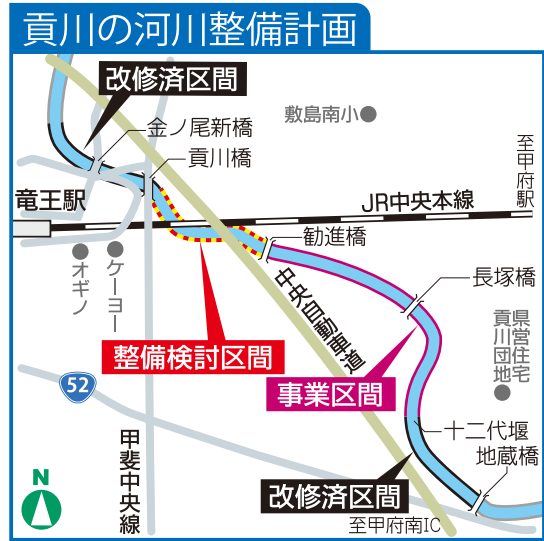 貢川の河川整備計画
改修済区間
敷島南小
金ノ尾新橋
貢川橋
至甲府駅
竜王駅
JR中央本線
勧進橋
オギノ
ケーヨー
中央自動車道
長塚橋
整備検討区間
事業区間
県営住宅
貢川団地
52
甲斐中央線
十二代堰
地蔵橋
改修済区間
N
至甲府南IC